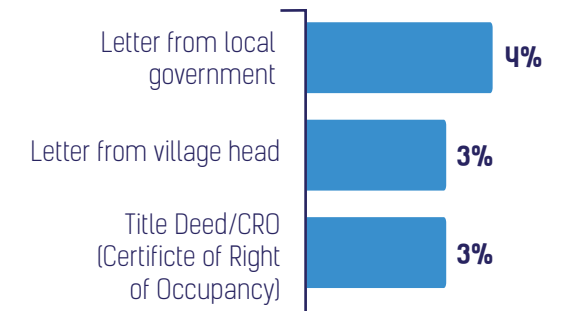 Letter from local
government
4%
Letter from village head
3%
Title Deed/CRO
(Certificte of Right
of Occupancy)
3%